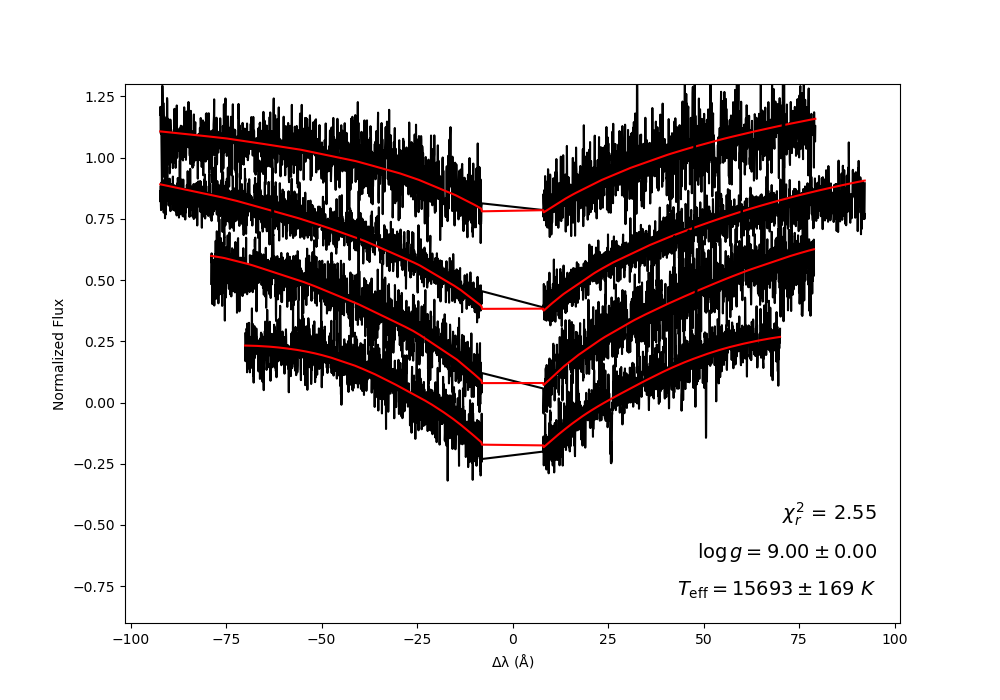 1.25
1.00
0.75
0.50
0.25
0.00
−0.25
−0.50
−0.75
Normalized Flux
χ²ᵣ = 2.55
log g = 9.00 ± 0.00
T_eff = 15693 ± 169 K
−100 −75 −50 −25 0 25 50 75 100
Δλ (Å)